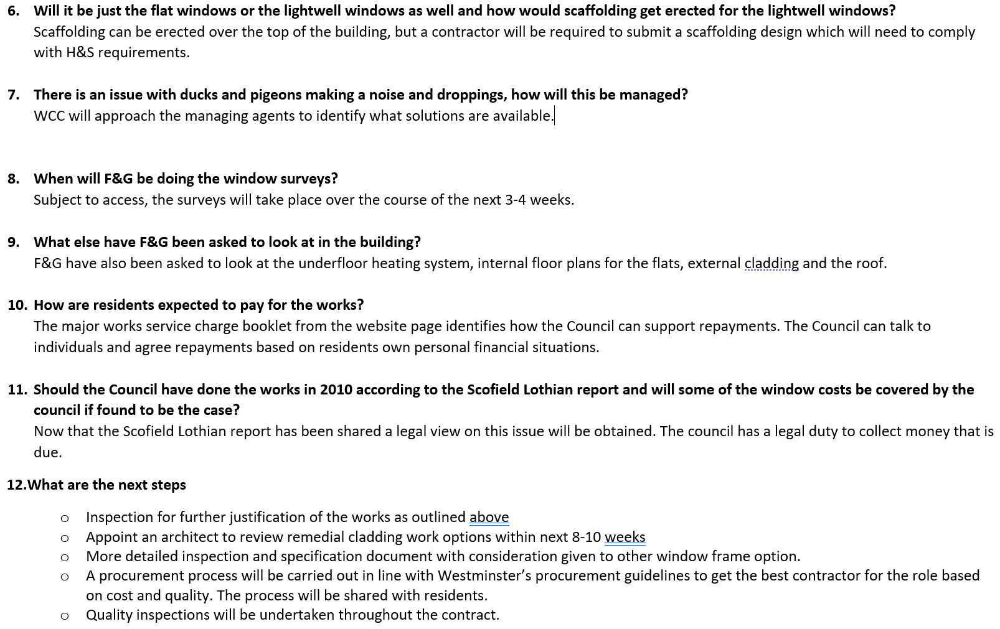 6. Will it be just the flat windows or the lightwell windows as well and how would scaffolding get erected for the lightwell windows?
Scaffolding can be erected over the top of the building, but a contractor will be required to submit a scaffolding design which will need to comply
with H&S requirements.
7. There is an issue with ducks and pigeons making a noise and droppings, how will this be managed?
WCC will approach the managing agents to identify what solutions are available.
8. When will F&G be doing the window surveys?
Subject to access, the surveys will take place over the course of the next 3-4 weeks.
9. What else have F&G been asked to look at in the building?
F&G have also been asked to look at the underfloor heating system, internal floor plans for the flats, external cladding and the roof.
10. How are residents expected to pay for the works?
The major works service charge booklet from the website page identifies how the Council can support repayments. The Council can talk to
individuals and agree repayments based on residents own personal financial situations.
11. Should the Council have done the works in 2010 according to the Scofield Lothian report and will some of the window costs be covered by the
council if found to be the case?
Now that the Scofield Lothian report has been shared a legal view on this issue will be obtained. The council has a legal duty to collect money that is
due.
12.What are the next steps
o Inspection for further justification of the works as outlined above
o Appoint an architect to review remedial cladding work options within next 8-10 weeks
o More detailed inspection and specification document with consideration given to other window frame option.
o A procurement process will be carried out in line with Westminster's procurement guidelines to get the best contractor for the role based
on cost and quality. The process will be shared with residents.
o Quality inspections will be undertaken throughout the contract.